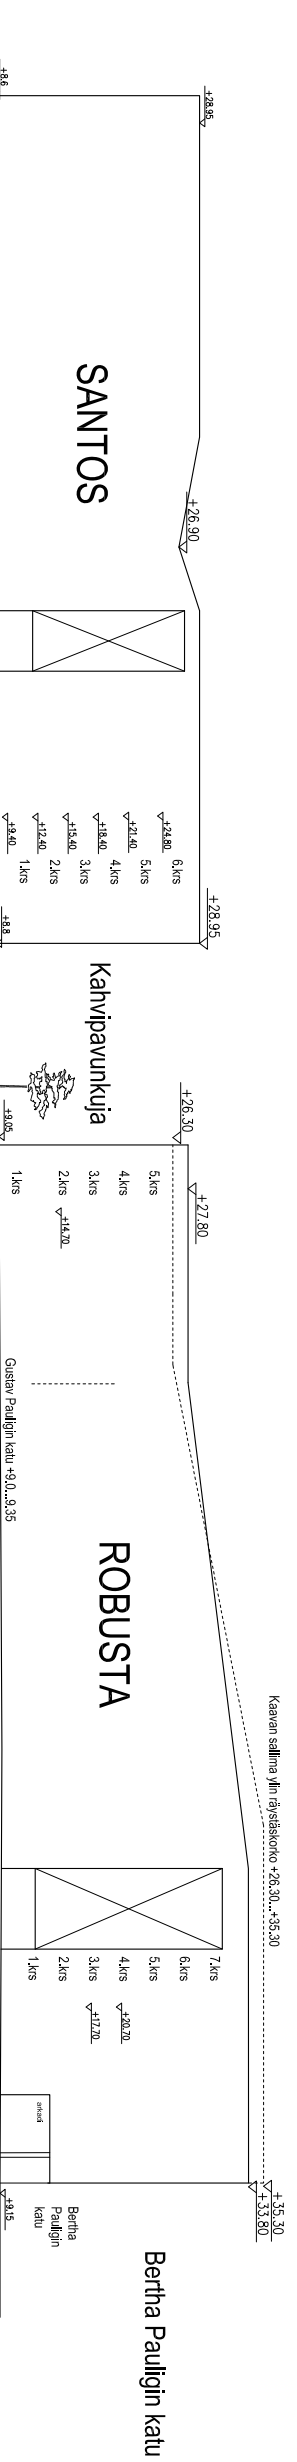 +8.6
+28.95
SANTOS
+26.90
+24.80
+21.40
+18.40
+15.40
+12.40
+9.40
6.krs
5.krs
4.krs
3.krs
2.krs
1.krs
+28.95
+8.8
Kahvipavunkuja
+26.30
+9.05
+27.80
5.krs
4.krs
3.krs
2.krs
1.krs
+14.70
Gustav Pauligin katu +9.0...9.35
ROBUSTA
Kaavan sallima ylin räystäskorko +26.30...+35.30
7.krs
6.krs
5.krs
4.krs
3.krs
2.krs
1.krs
+20.70
+17.70
arkadi
+35.30
+33.80
+9.15
Bertha
Pauligin
katu
Bertha Pauligin katu